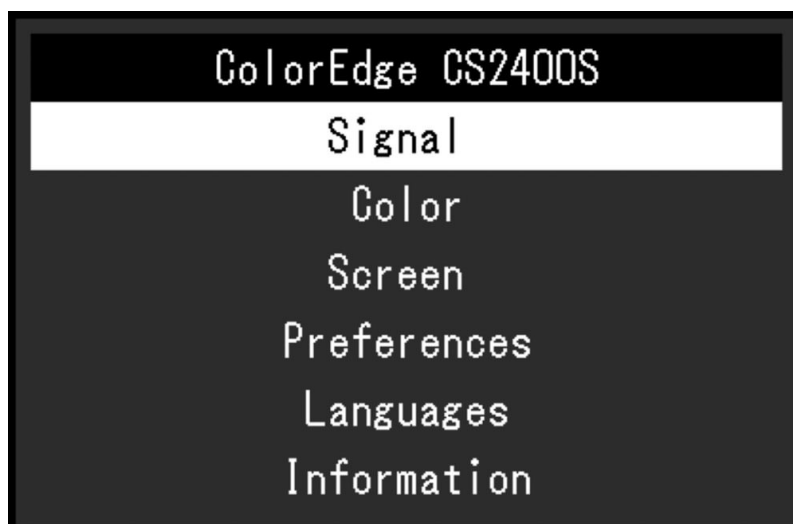 ColorEdge CS2400S
Signal
Color
Screen
Preferences
Languages
Information